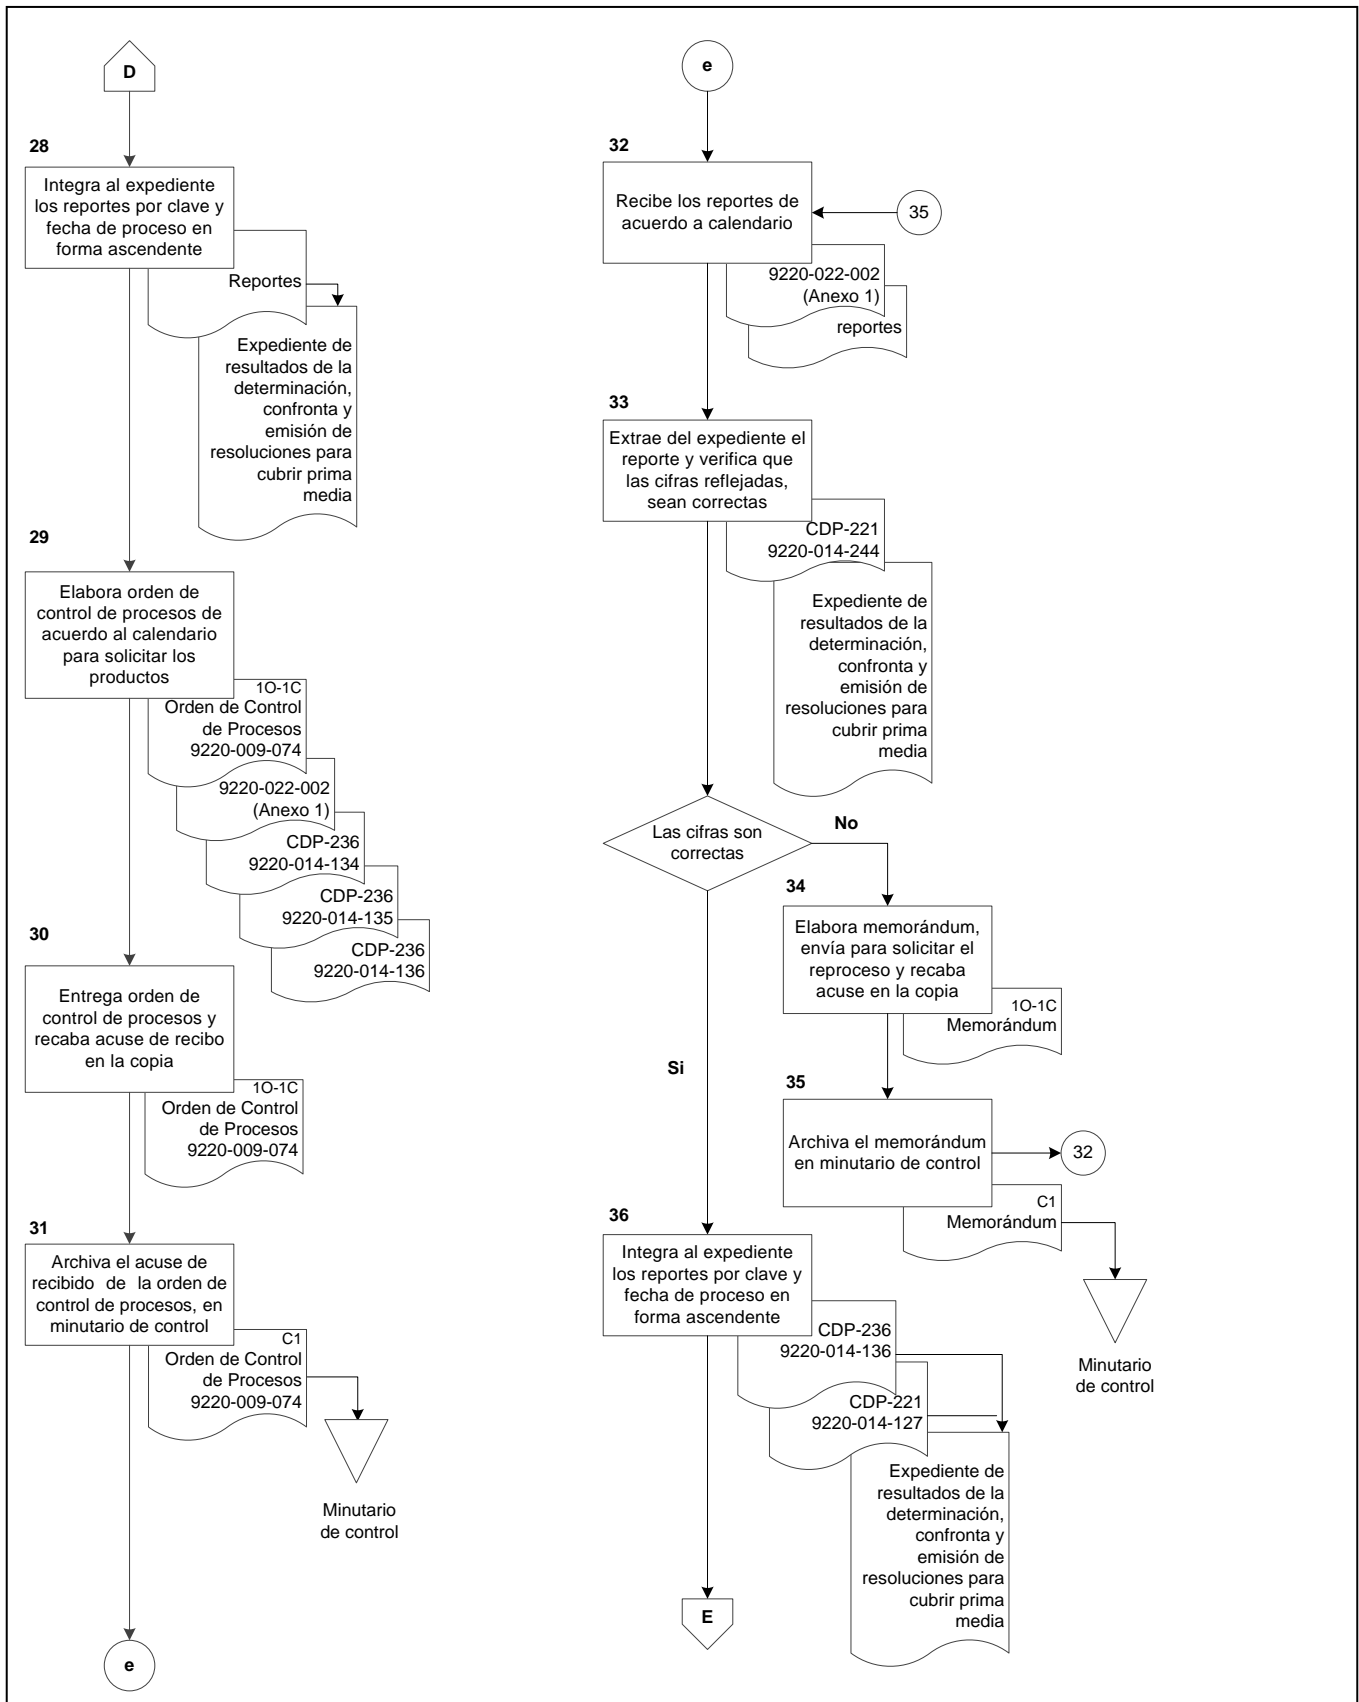 D
28
Integra al expediente
los reportes por clave y
fecha de proceso en
forma ascendente
Reportes
Expediente de
resultados de la
determinación,
confronta y
emisión de
resoluciones para
cubrir prima
media
29
Elabora orden de
control de procesos de
acuerdo al calendario
para solicitar los
productos
1O-1C
Orden de Control
de Procesos
9220-009-074
9220-022-002
(Anexo 1)
CDP-236
9220-014-134
CDP-236
9220-014-135
CDP-236
9220-014-136
30
Entrega orden de
control de procesos y
recaba acuse de recibo
en la copia
1O-1C
Orden de Control
de Procesos
9220-009-074
31
Archiva el acuse de
recibido de la orden de
control de procesos, en
minutario de control
C1
Orden de Control
de Procesos
9220-009-074
Minutario
de control
e
e
32
Recibe los reportes de
acuerdo a calendario
35
9220-022-002
(Anexo 1)
reportes
33
Extrae del expediente el
reporte y verifica que
las cifras reflejadas,
sean correctas
CDP-221
9220-014-244
Expediente de
resultados de la
determinación,
confronta y
emisión de
resoluciones para
cubrir prima
media
Las cifras son
correctas
No
34
Elabora memorándum,
envía para solicitar el
reproceso y recaba
acuse en la copia
1O-1C
Memorándum
Si
35
Archiva el memorándum
en minutario de control
32
C1
Memorándum
Minutario
de control
36
Integra al expediente
los reportes por clave y
fecha de proceso en
forma ascendente
CDP-236
9220-014-136
CDP-221
9220-014-127
Expediente de
resultados de la
determinación,
confronta y
emisión de
resoluciones para
cubrir prima
media
E